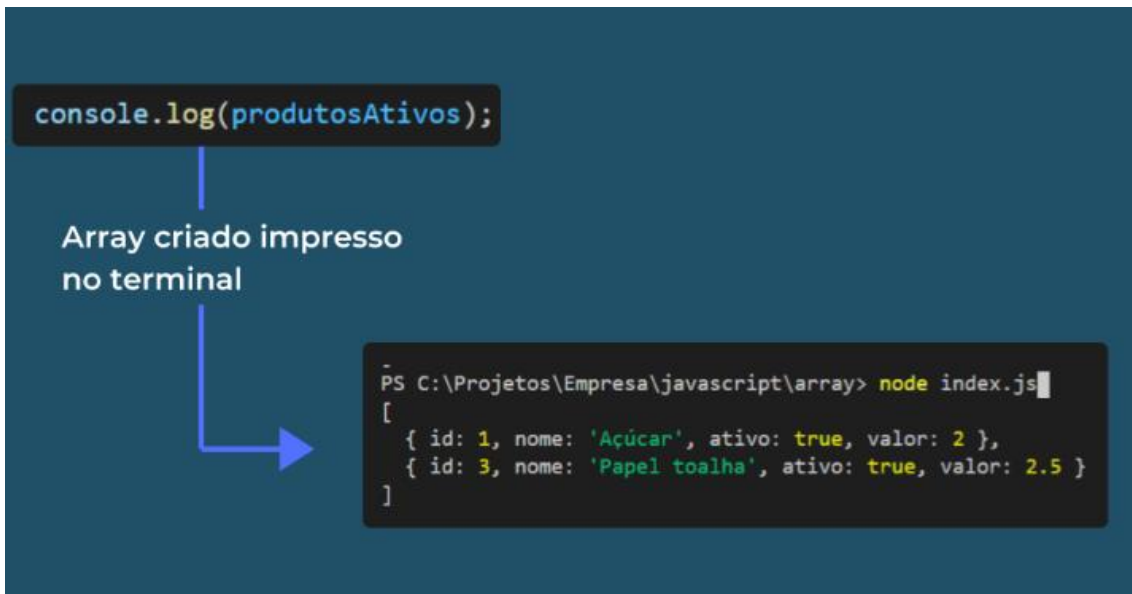 console.log(produtosAtivos);
Array criado impresso
no terminal
PS C:\Projetos\Empresa\javascript\array> node index.js
[
{ id: 1, nome: 'Açúcar', ativo: true, valor: 2 },
{ id: 3, nome: 'Papel toalha', ativo: true, valor: 2.5 }
]